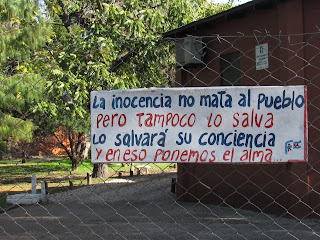 La inocencia no mata al pueblo
pero tampoco lo salva
Lo salvará su conciencia
y en eso ponemos el alma...